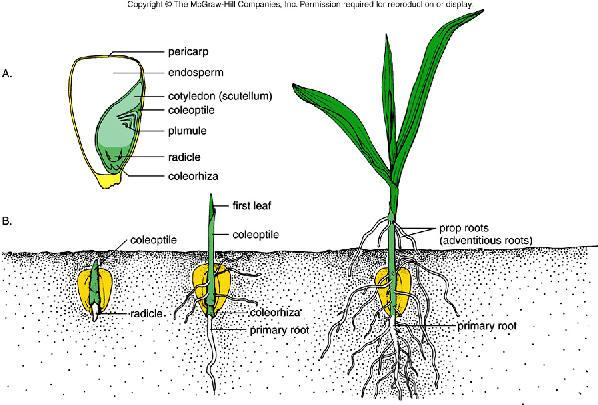 Copyright © The McGraw-Hill Companies, Inc. Permission required for reproduction or display.
A.
pericarp
endosperm
cotyledon (scutellum)
coleoptile
plumule
radicle
coleorhiza
B.
first leaf
coleoptile
coleoptile
prop roots
(adventitious roots)
radicle
coleorhiza
primary root
primary root